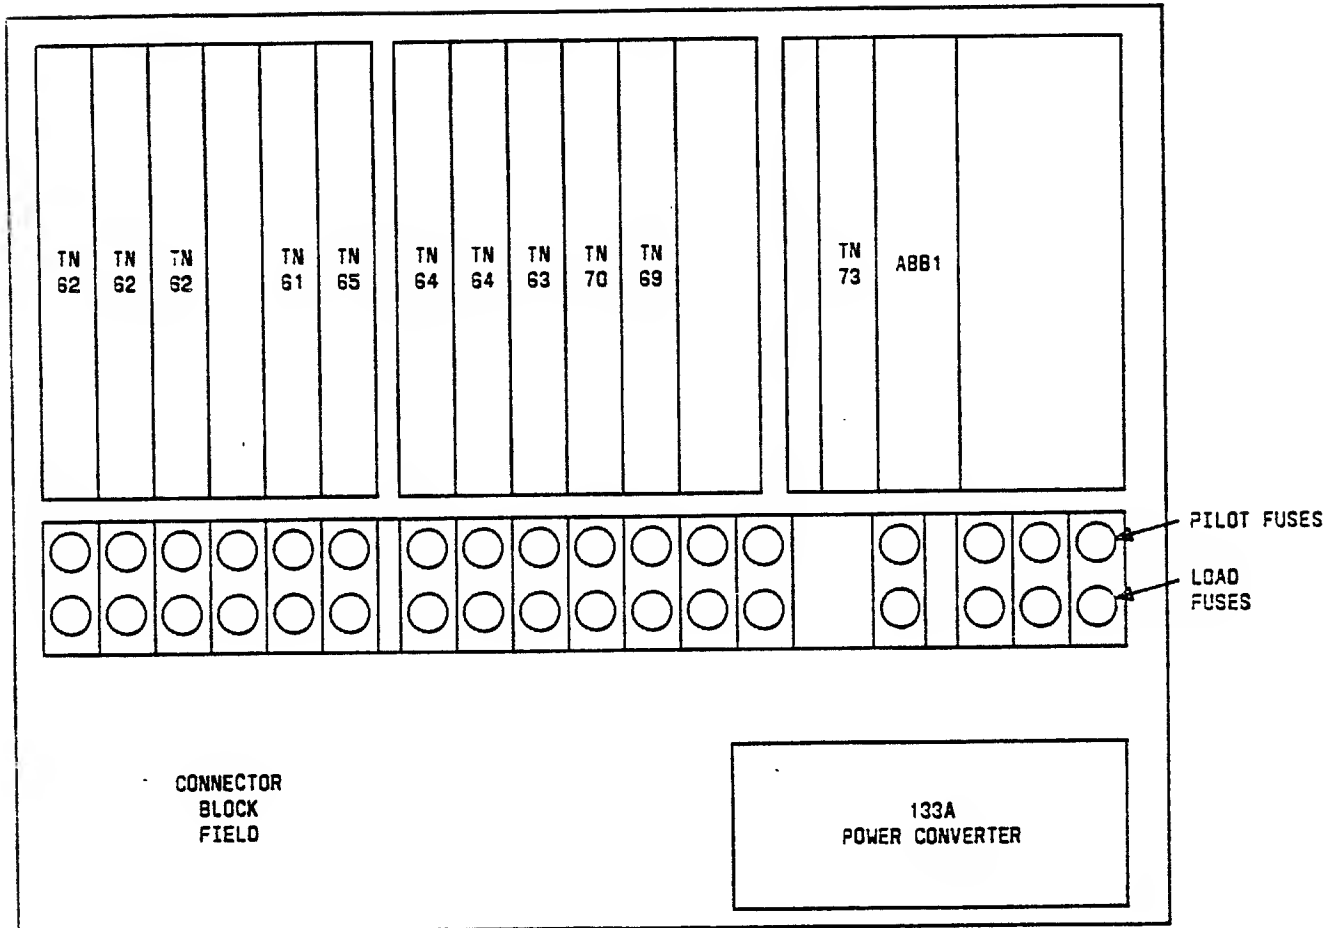 TN
62
TN
62
TN
62
TN
61
TN
65
TN
64
TN
64
TN
63
TN
70
TN
69
TN
73
ABB1
PILOT FUSES
LOAD
FUSES
CONNECTOR
BLOCK
FIELD
133A
POWER CONVERTER